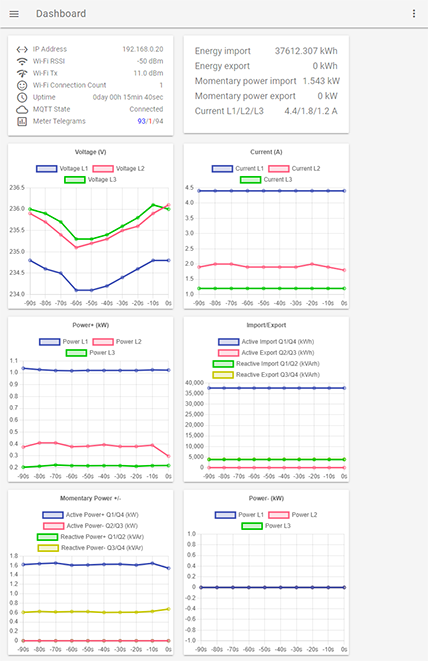 Dashboard
IP Address 192.168.0.20
Wi-Fi RSSI -50 dBm
Wi-Fi Tx 11.0 dBm
Wi-Fi Connection Count 1
Uptime 0day 00h 15min 40sec
MQTT State Connected
Meter Telegrams 93/1/94
Energy import 37612.307 kWh
Energy export 0 kWh
Momentary power import 1.543 kW
Momentary power export 0 kW
Current L1/L2/L3 4.4/1.8/1.2 A
Voltage (V)
Voltage L1 Voltage L2
Voltage L3
236.5
236.0
235.5
235.0
234.5
234.0
-90s -80s -70s -60s -50s -40s -30s -20s -10s 0s
Current (A)
Current L1 Current L2
Current L3
4.5
4.0
3.5
3.0
2.5
2.0
1.5
1.0
-90s -80s -70s -60s -50s -40s -30s -20s -10s 0s
Power+ (kW)
Power L1 Power L2
Power L3
1.1
1.0
0.9
0.8
0.7
0.6
0.5
0.4
0.3
0.2
-90s -80s -70s -60s -50s -40s -30s -20s -10s 0s
Import/Export
Active Import Q1/Q4 (kWh)
Active Export Q2/Q3 (kWh)
Reactive Import Q1/Q2 (kVArh)
Reactive Export Q3/Q4 (kVArh)
40,000
35,000
30,000
25,000
20,000
15,000
10,000
5,000
0
-90s -80s -70s -60s -50s -40s -30s -20s -10s 0s
Momentary Power +/-
Active Power+ Q1/Q4 (kW)
Active Power- Q2/Q3 (kW)
Reactive Power+ Q1/Q2 (kVAr)
Reactive Power- Q3/Q4 (kVAr)
1.8
1.6
1.4
1.2
1.0
0.8
0.6
0.4
0.2
0
-90s -80s -70s -60s -50s -40s -30s -20s -10s 0s
Power- (kW)
Power L1 Power L2
Power L3
1.0
0.8
0.6
0.4
0.2
0
-0.2
-0.4
-0.6
-0.8
-1.0
-90s -80s -70s -60s -50s -40s -30s -20s -10s 0s